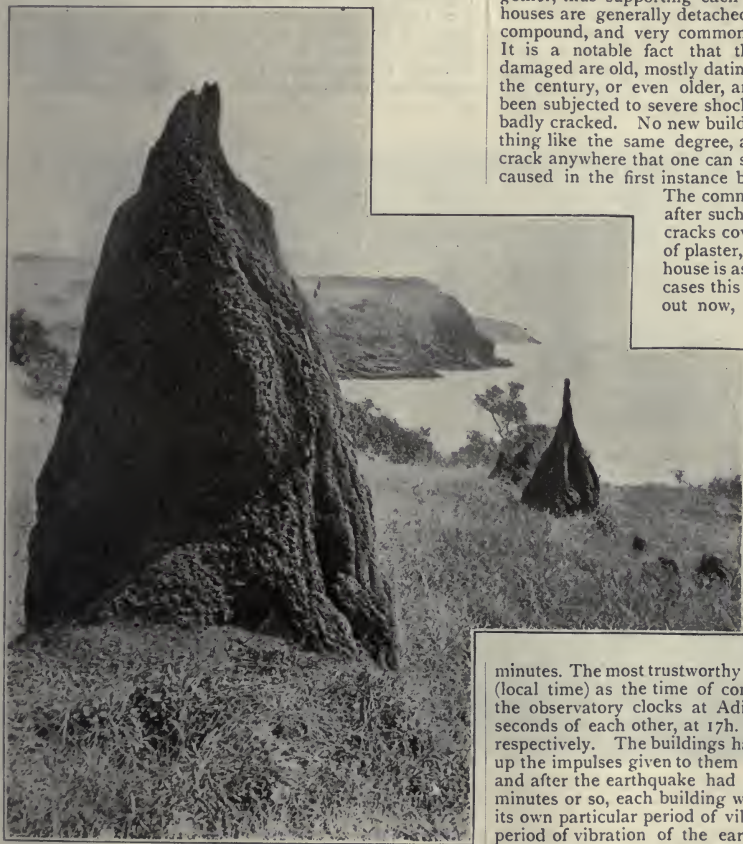 thus supporting each
houses are generally detached
compound, and very common
It is a notable fact that th
damaged are old, mostly datin
the century, or even older, an
been subjected to severe shock
badly cracked. No new build
thing like the same degree, a
crack anywhere that one can s
caused in the first instance b
The comm
after such
cracks cov
of plaster,
house is as
cases this
out now,
minutes. The most trustworthy
(local time) as the time of con
the observatory clocks at Adi
seconds of each other, at 17h.
respectively. The buildings ha
up the impulses given to them
and after the earthquake had
minutes or so, each building w
its own particular period of vib
period of vibration of the ear